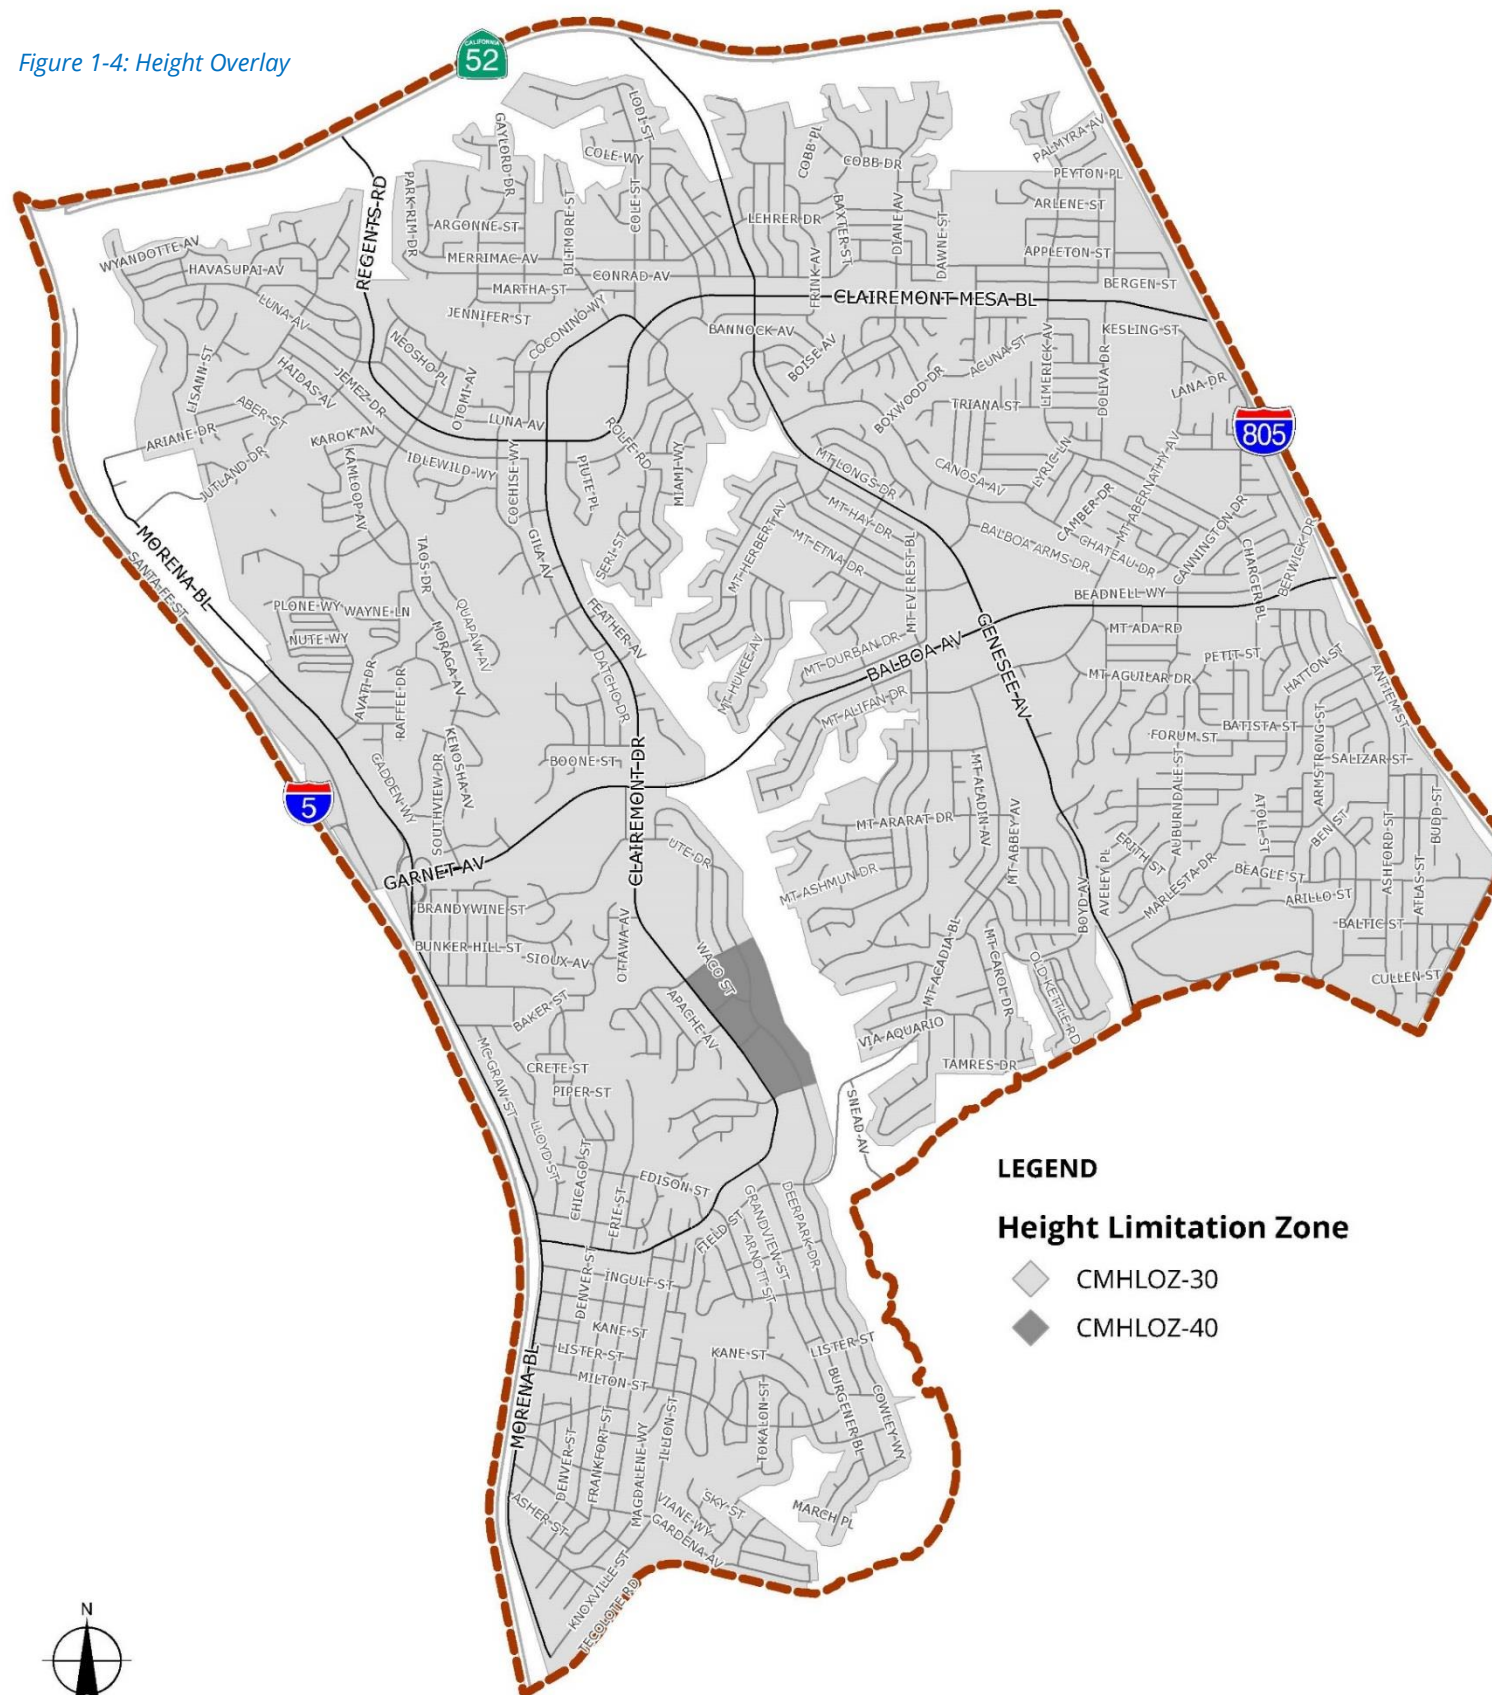 Figure 1-4: Height Overlay
CALIFORNIA
52
LODI ST
GAYLORD DR
COLE WY
COBB PL
COBB DR
PALMYRA AV
PEYTON PL
PARK RIM DR
REGENTS RD
ARGONNE ST
BILTMORE ST
COLE ST
LEHRER DR
BAXTER ST
DIANE AV
DAWNE ST
ARLENE ST
WYANDOTTE AV
HAVASUPAI AV
MERRIMAC AV
CONRAD AV
FRINK AV
APPLETON ST
MARTHA ST
BERGEN ST
LUNA AV
JENNIFER ST
COCONINO WY
CLAIREMONT MESA BL
BANNOCK AV
KESLING ST
NEOSHO PL
BOISE AV
ACUNA ST
LIMERICK AV
DOLIVA DR
LISANN ST
HAIDAS AV
JEMEZ DR
OTOMI AV
BOXWOOD DR
LANA DR
ABER ST
LUNA AV
ROLFE RD
TRIANA ST
805
ARIANE DR
KAROK AV
JUTLAND DR
KAMLOOP AV
IDLEWILD WY
COCHISE WY
PIUTE PL
MIAMI WY
MT LONGS DR
CANOSA AV
LYRIC LN
MT ABERNATHY AV
CAMBER DR
MT HAY DR
MT HERBERT AV
MT ETNA DR
MORENA BL
SANTA FE ST
TAOS DR
GILA AV
SERI ST
MT EVEREST BL
BALBOA ARMS DR
CHATEAU DR
CANNINGTON DR
CHARGER BL
BERWICK DR
BEADNELL WY
PLONE WY
WAYNE LN
QUAPAW AV
FEATHER AV
NUTE WY
MORAGA AV
MT ADA RD
GENESEE AV
BALBOA AV
MT DURBAN DR
MT HUKEE AV
DATCHO DR
AVATI DR
RAFFEE DR
PETIT ST
HATTON ST
ANTIEM ST
MT AGUILAR DR
MT ALIFAN DR
BATISTA ST
FORUM ST
ARMSTRONG ST
SALIZAR ST
KENOSHA AV
SOUTHVIEW DR
CADDEN WY
BOONE ST
CLAIREMONT DR
MT ALADIN AV
5
MT ARARAT DR
MT ABBEY AV
AUBURNDALE ST
ATOLL ST
BEN ST
BUDD ST
ASHFORD ST
ATLAS ST
GARNET AV
UTE DR
ERITH ST
MT ASHMUN DR
BOYD AV
AVELEY PL
MARLESTA DR
BEAGLE ST
ARILLO ST
BALTIC ST
BRANDYWINE ST
BUNKER HILL ST
SIOUX AV
OTTAWA AV
WACO ST
MT ACADIA BL
MT CAROL DR
OLD KETTLE RD
CULLEN ST
BAKER ST
APACHE AV
VIA AQUARIO
MC GRAW ST
CRETE ST
PIPER ST
TAMRES DR
SNEAD AV
LLOYD ST
CHICAGO ST
ERIE ST
EDISON ST
LEGEND
FIELD ST
GRANDVIEW ST
DEERPARK DR
ARNOTT ST
Height Limitation Zone
DENVER ST
INGULF ST
CMHLOZ-30
KANE ST
LISTER ST
CMHLOZ-40
LISTER ST
KANE ST
MILTON ST
MORENA BL
BURGENER BL
COWLEY WY
TOKALON ST
ILLION ST
DENVER ST
FRANKFORT ST
MAGDALENE WY
ASHER ST
VIANE WY
SKY ST
GARDENA AV
MARCH PL
KNOXVILLE ST
TECOLOTE RD
N